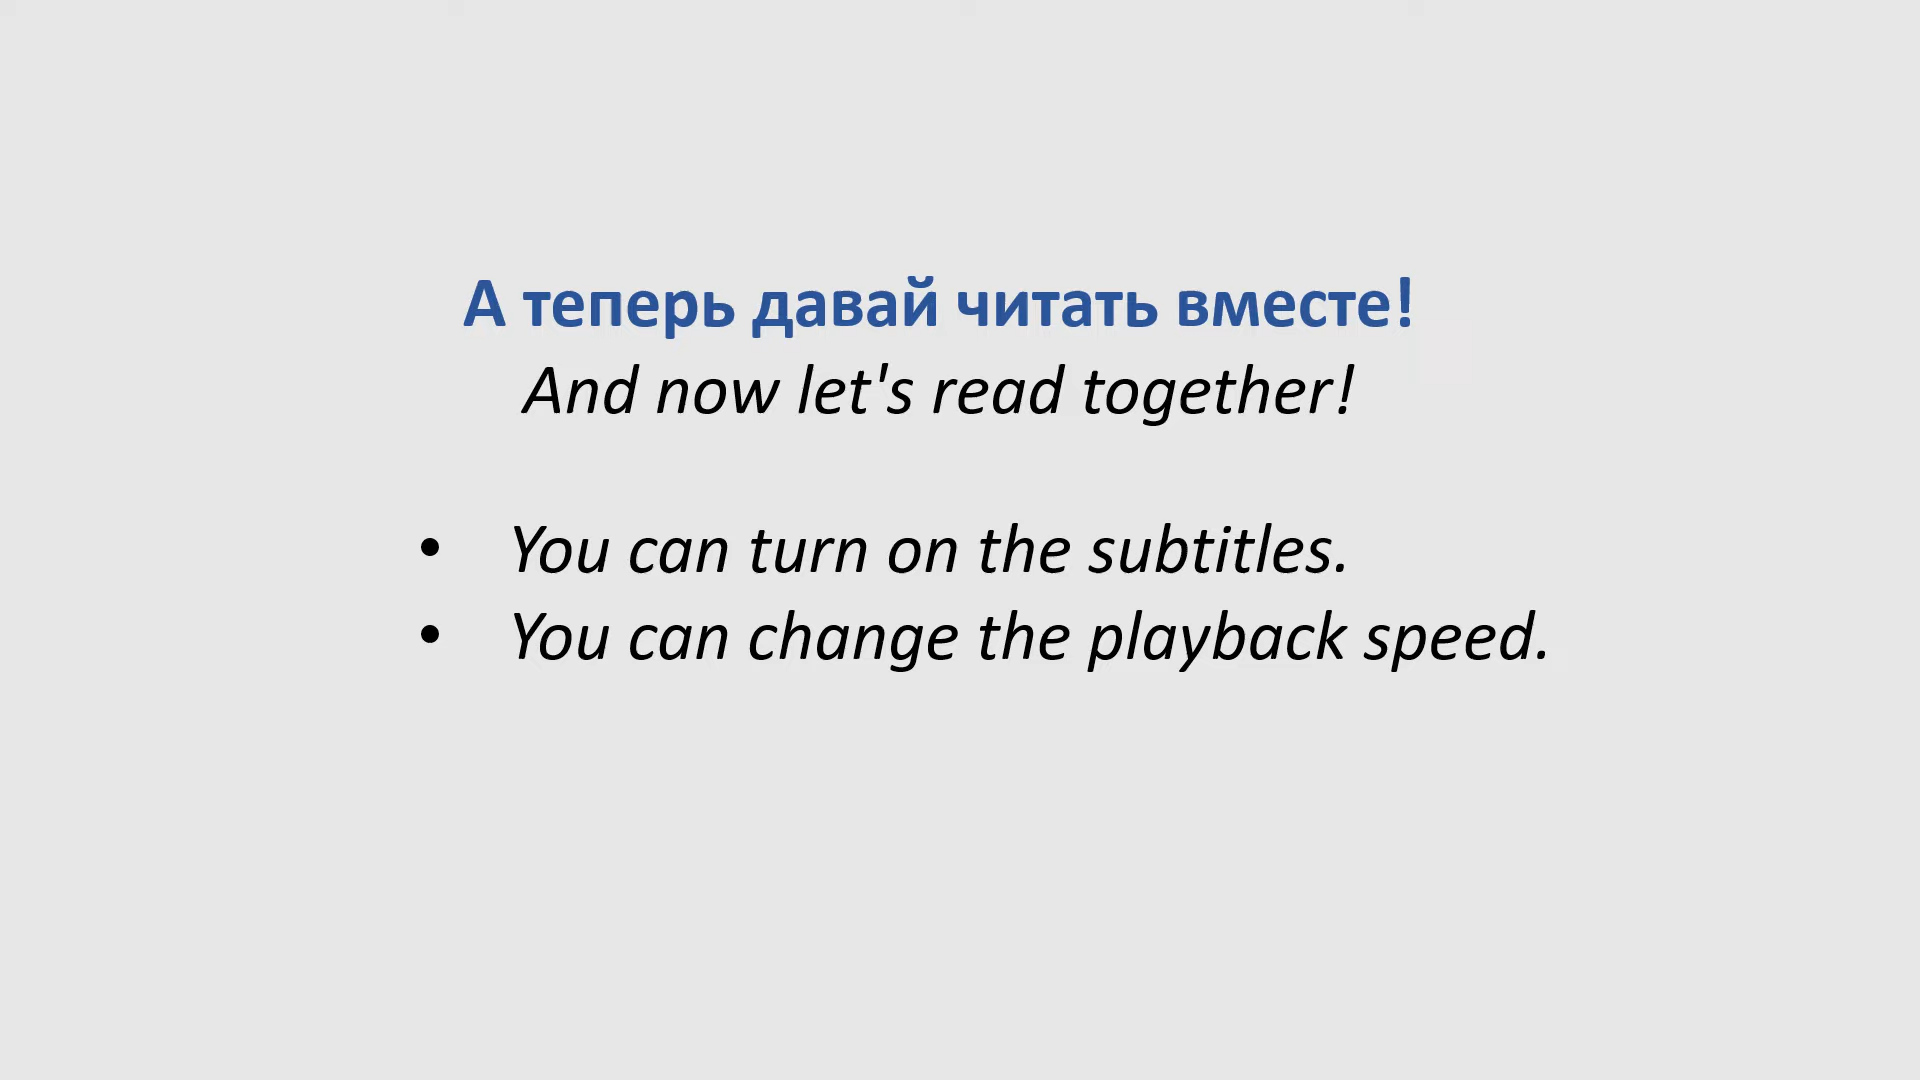 А теперь давай читать вместе!
And now let's read together!
• You can turn on the subtitles.
• You can change the playback speed.